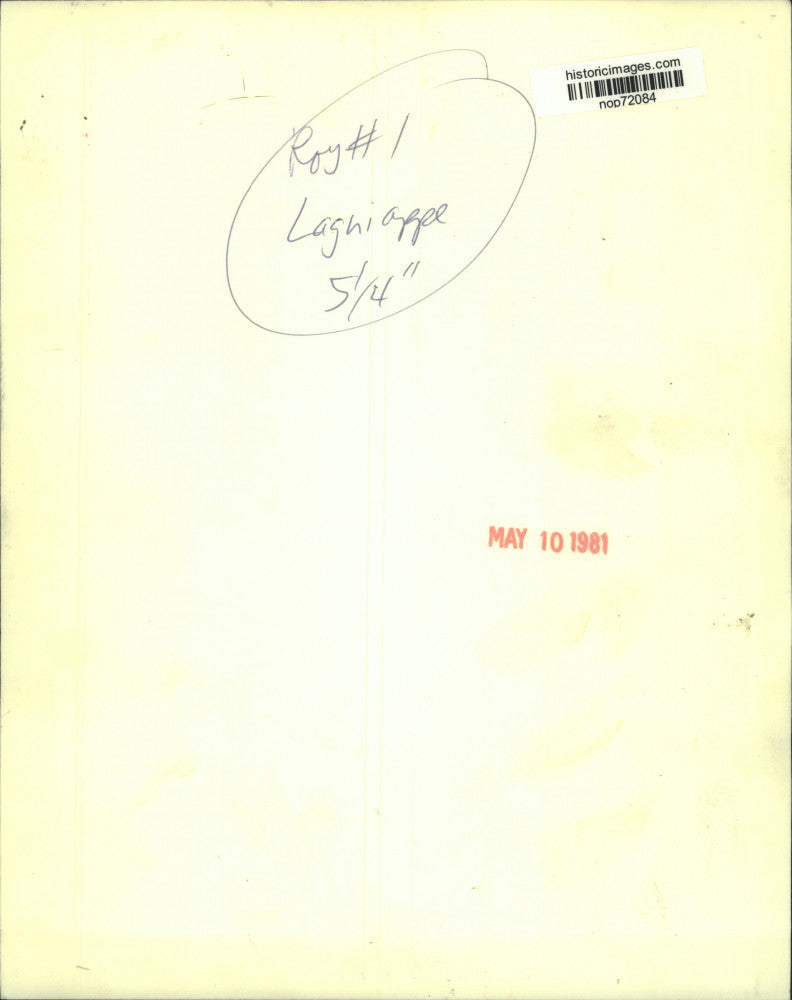 historicimages.com
nop72084
Roy# 1
Lagniappe
5 1/4"
MAY 10 1981